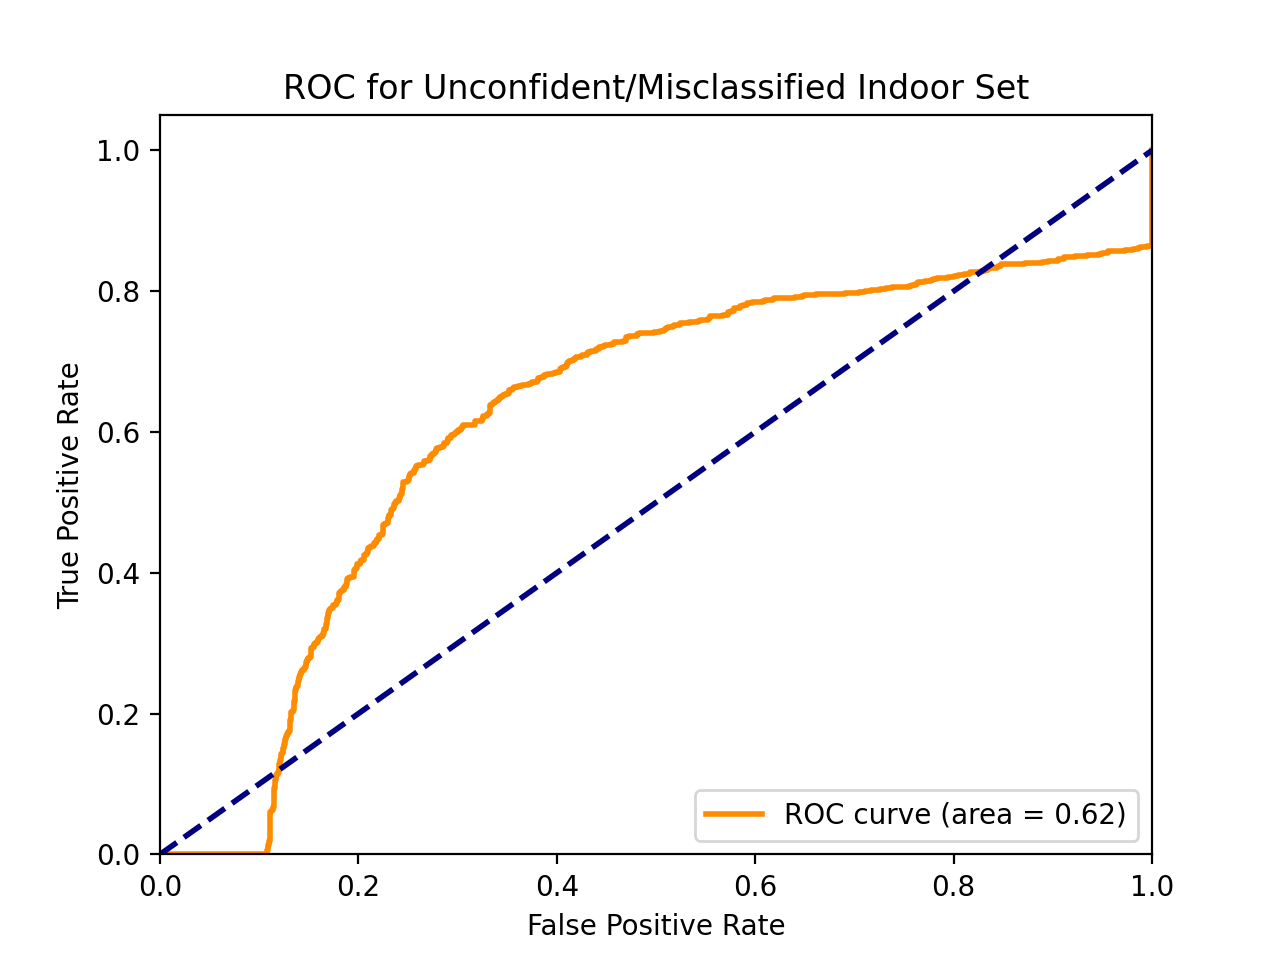 ROC for Unconfident/Misclassified Indoor Set
True Positive Rate
1.0
0.8
0.6
0.4
0.2
0.0
ROC curve (area = 0.62)
0.0 0.2 0.4 0.6 0.8 1.0
False Positive Rate